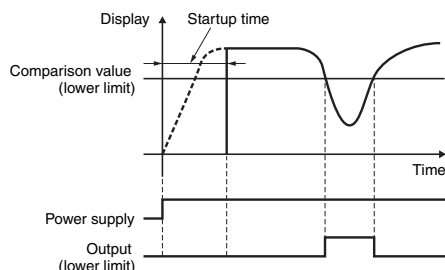 Display
Startup time
Comparison value
(lower limit)
Time
Power supply
Output
(lower limit)